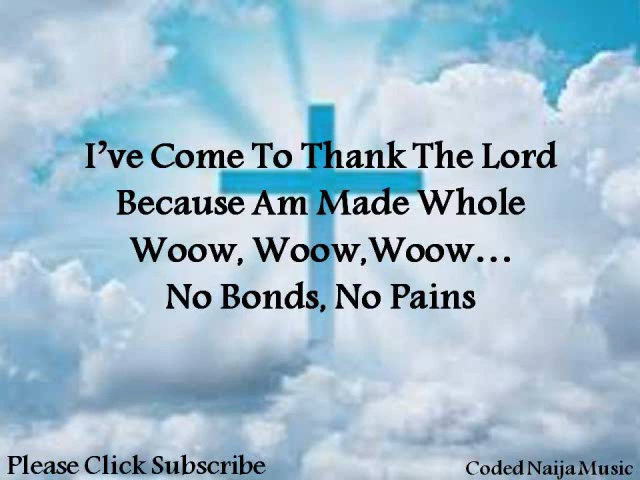 I've Come To Thank The Lord
Because Am Made Whole
Woow, Woow,Woow...
No Bonds, No Pains
Please Click Subscribe
Coded Naija Music